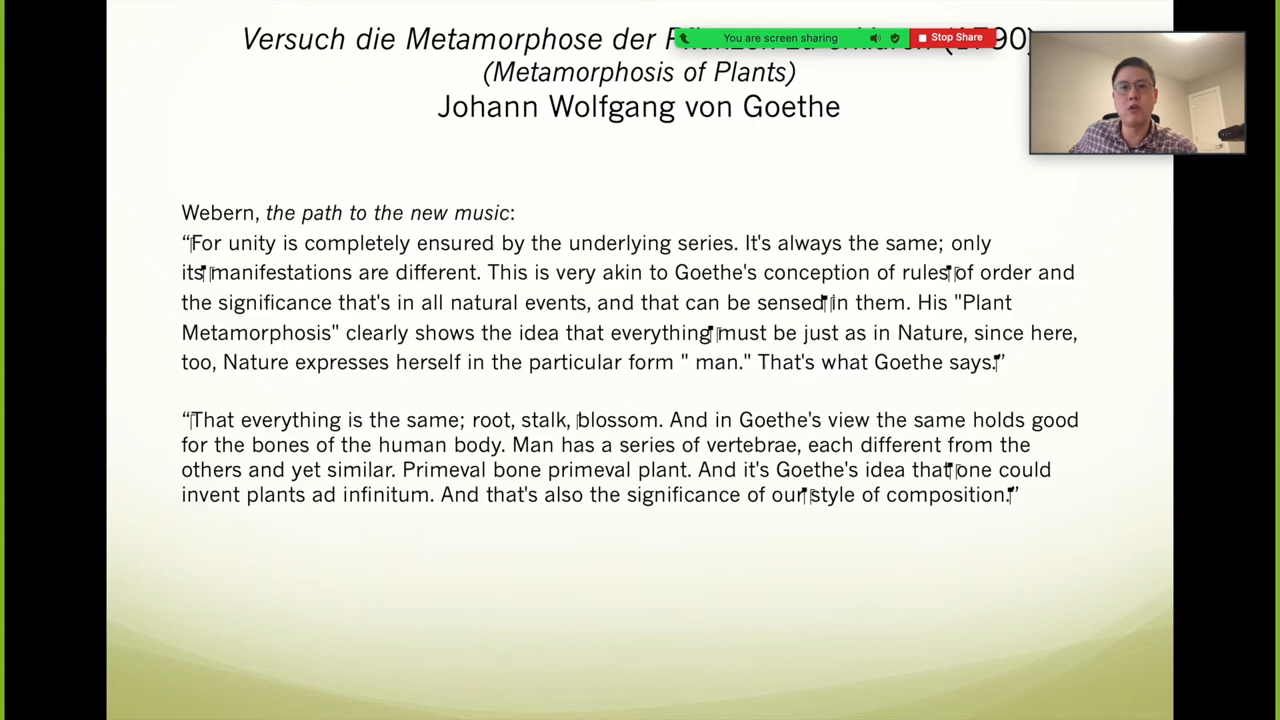 Versuch die Metamorphose der
(Metamorphosis of Plants)
Johann Wolfgang von Goethe
You are screen sharing
Stop Share
Webern, the path to the new music:
“For unity is completely ensured by the underlying series. It's always the same; only
its manifestations are different. This is very akin to Goethe's conception of rules of order and
the significance that's in all natural events, and that can be sensed in them. His "Plant
Metamorphosis" clearly shows the idea that everything must be just as in Nature, since here,
too, Nature expresses herself in the particular form " man." That's what Goethe says.”
“That everything is the same; root, stalk, blossom. And in Goethe's view the same holds good
for the bones of the human body. Man has a series of vertebrae, each different from the
others and yet similar. Primeval bone primeval plant. And it's Goethe's idea that one could
invent plants ad infinitum. And that's also the significance of our style of composition.”